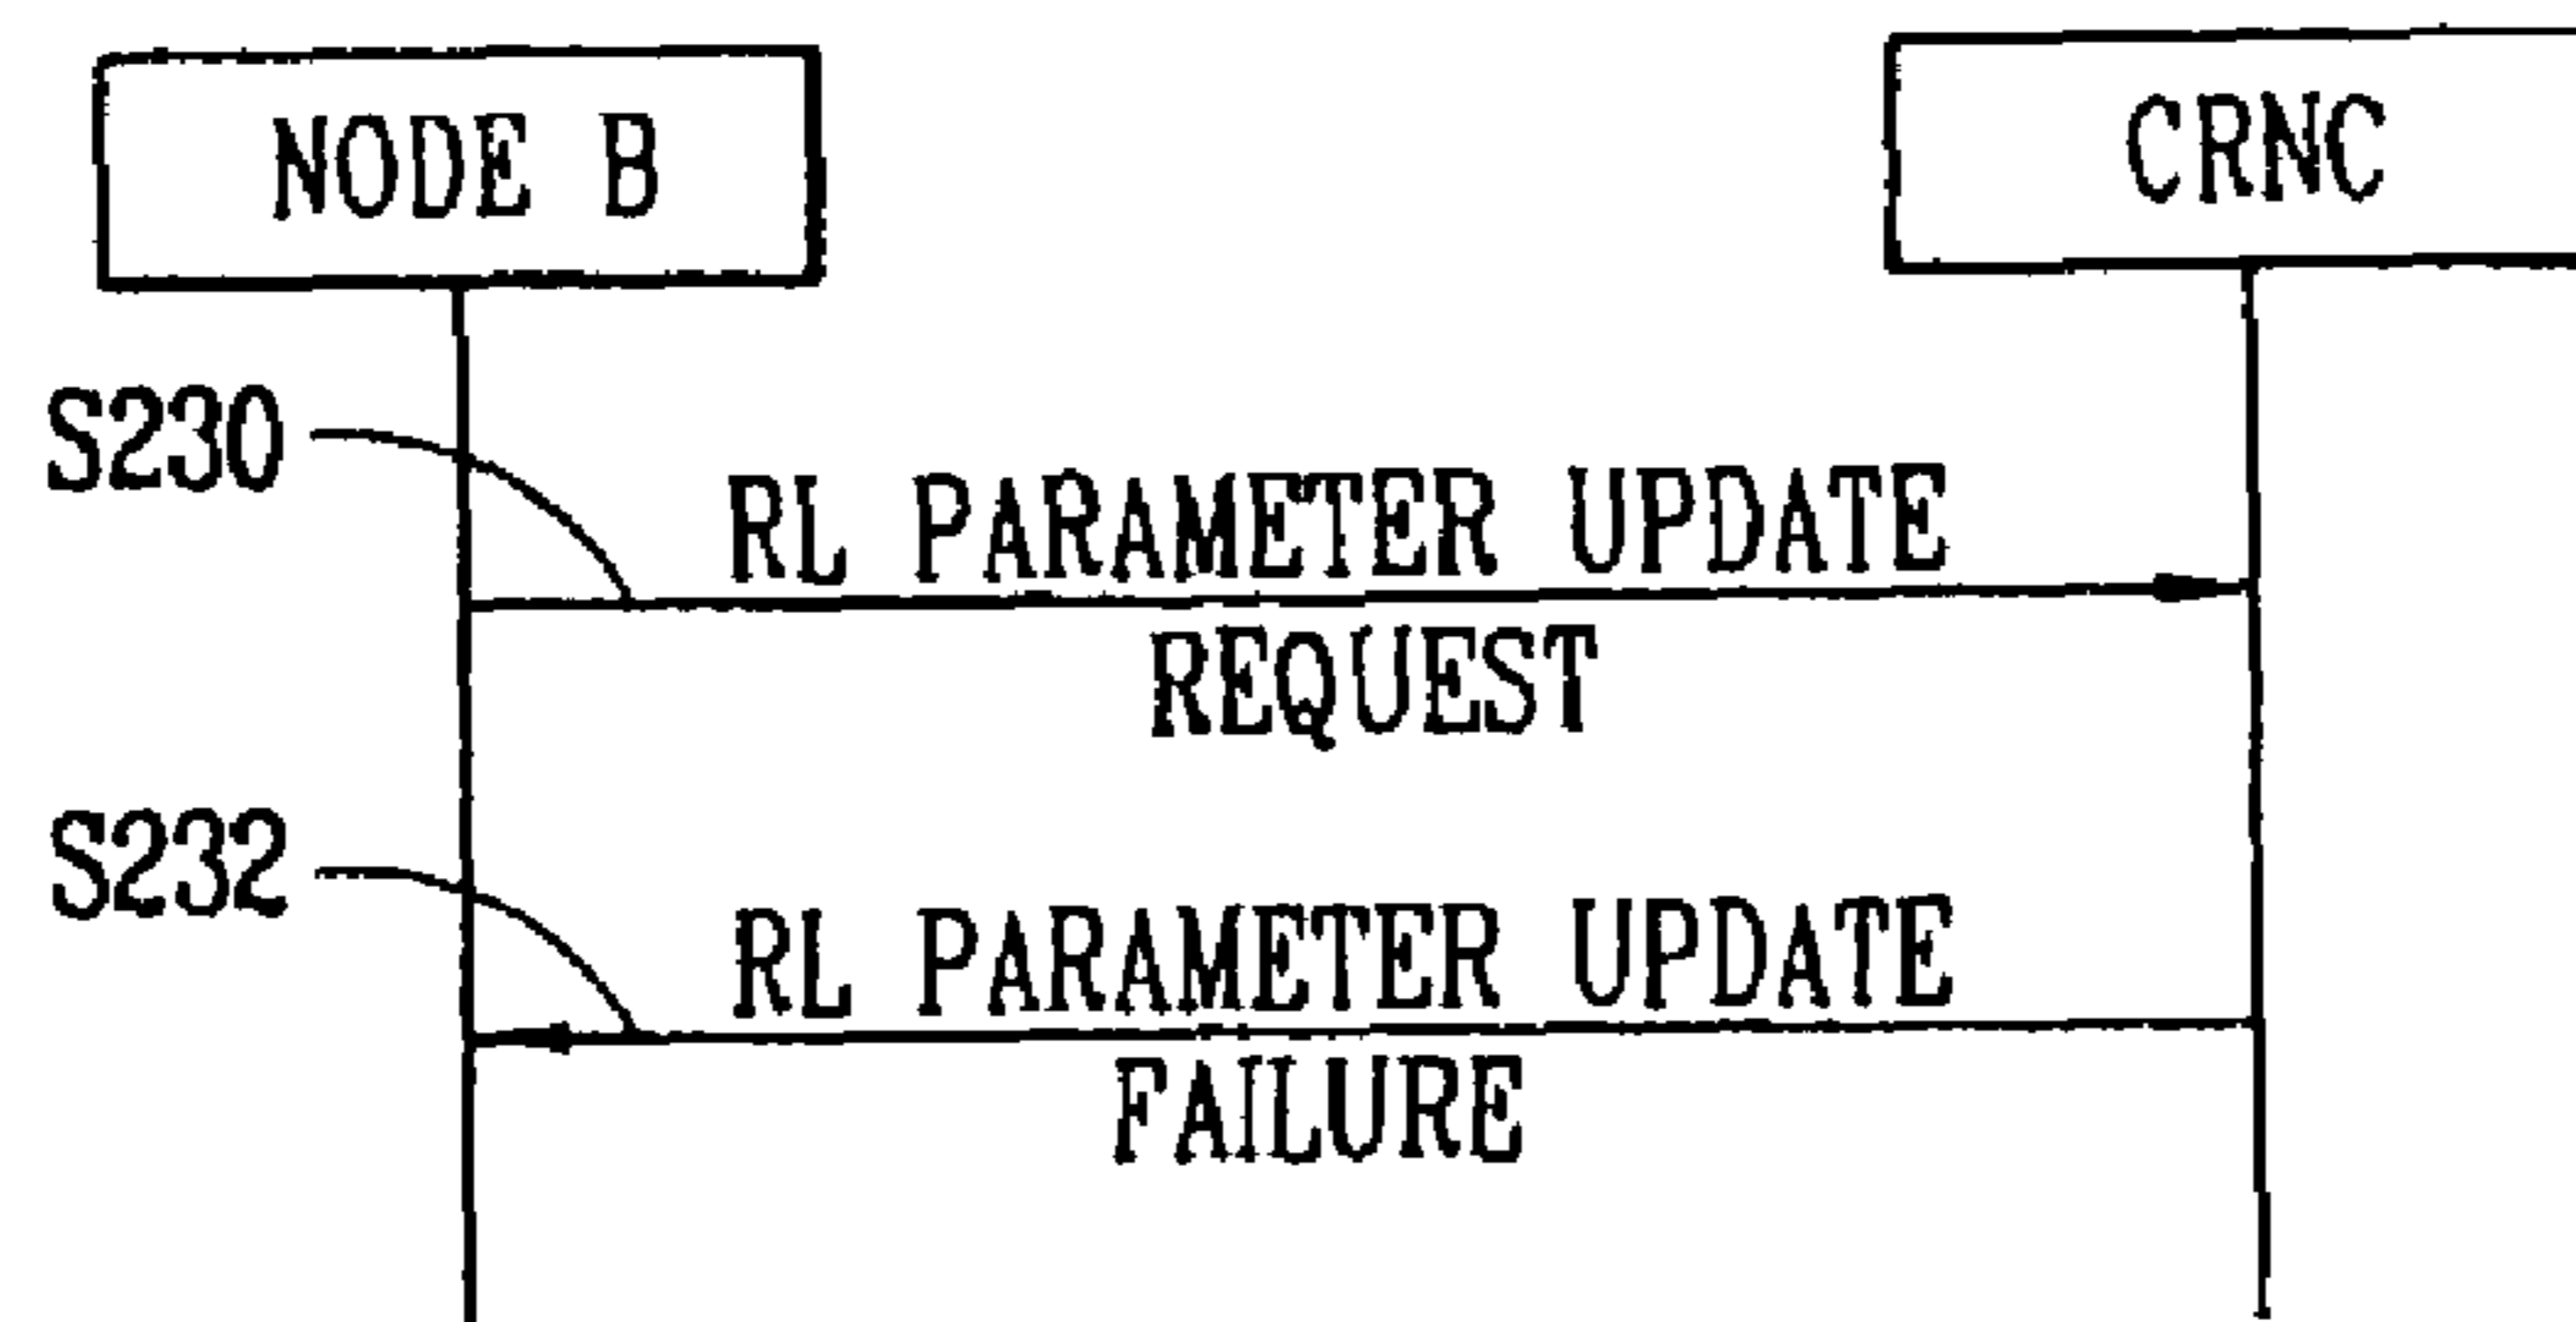 NODE B
CRNC
S230
RL PARAMETER UPDATE
REQUEST
S232
RL PARAMETER UPDATE
FAILURE